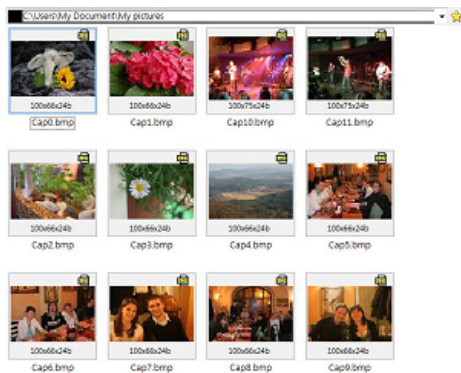 C:\Users\My Document\My pictures
100x66x24b 100x66x24b 100x75x24b 100x75x24b
Cap0.bmp Cap1.bmp Cap10.bmp Cap11.bmp
100x66x24b 100x66x24b 100x66x24b 100x66x24b
Cap2.bmp Cap3.bmp Cap4.bmp Cap5.bmp
100x66x24b 100x66x24b 100x66x24b 100x66x24b
Cap6.bmp Cap7.bmp Cap8.bmp Cap9.bmp